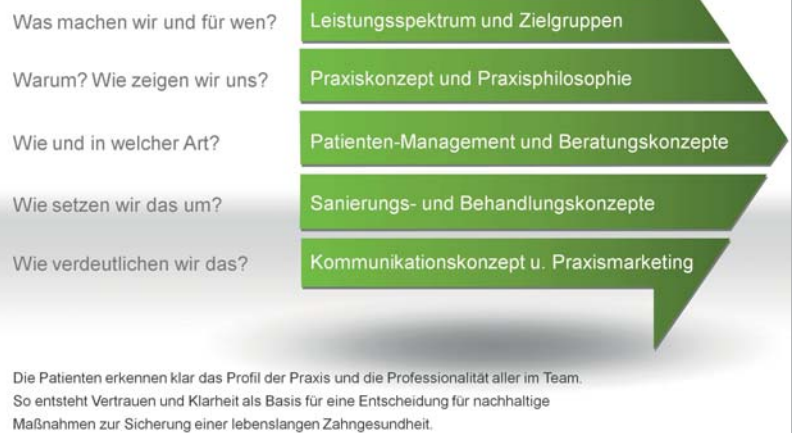 Was machen wir und für wen? Leistungsspektrum und Zielgruppen
Warum? Wie zeigen wir uns? Praxiskonzept und Praxisphilosophie
Wie und in welcher Art? Patienten-Management und Beratungskonzepte
Wie setzen wir das um? Sanierungs- und Behandlungskonzepte
Wie verdeutlichen wir das? Kommunikationskonzept u. Praxismarketing
Die Patienten erkennen klar das Profil der Praxis und die Professionalität aller im Team.
So entsteht Vertrauen und Klarheit als Basis für eine Entscheidung für nachhaltige
Maßnahmen zur Sicherung einer lebenslangen Zahngesundheit.